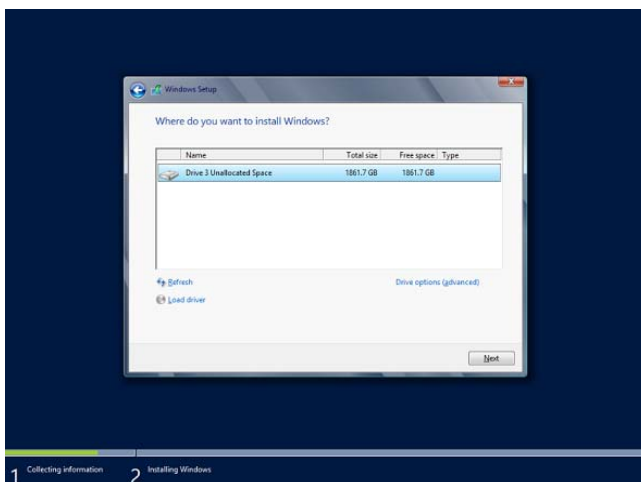 Windows Setup
Where do you want to install Windows?
Name Total size Free space Type
Drive 3 Unallocated Space 1861.7 GB 1861.7 GB
Refresh Drive options (advanced)
Load driver
Next
1 Collecting information 2 Installing Windows